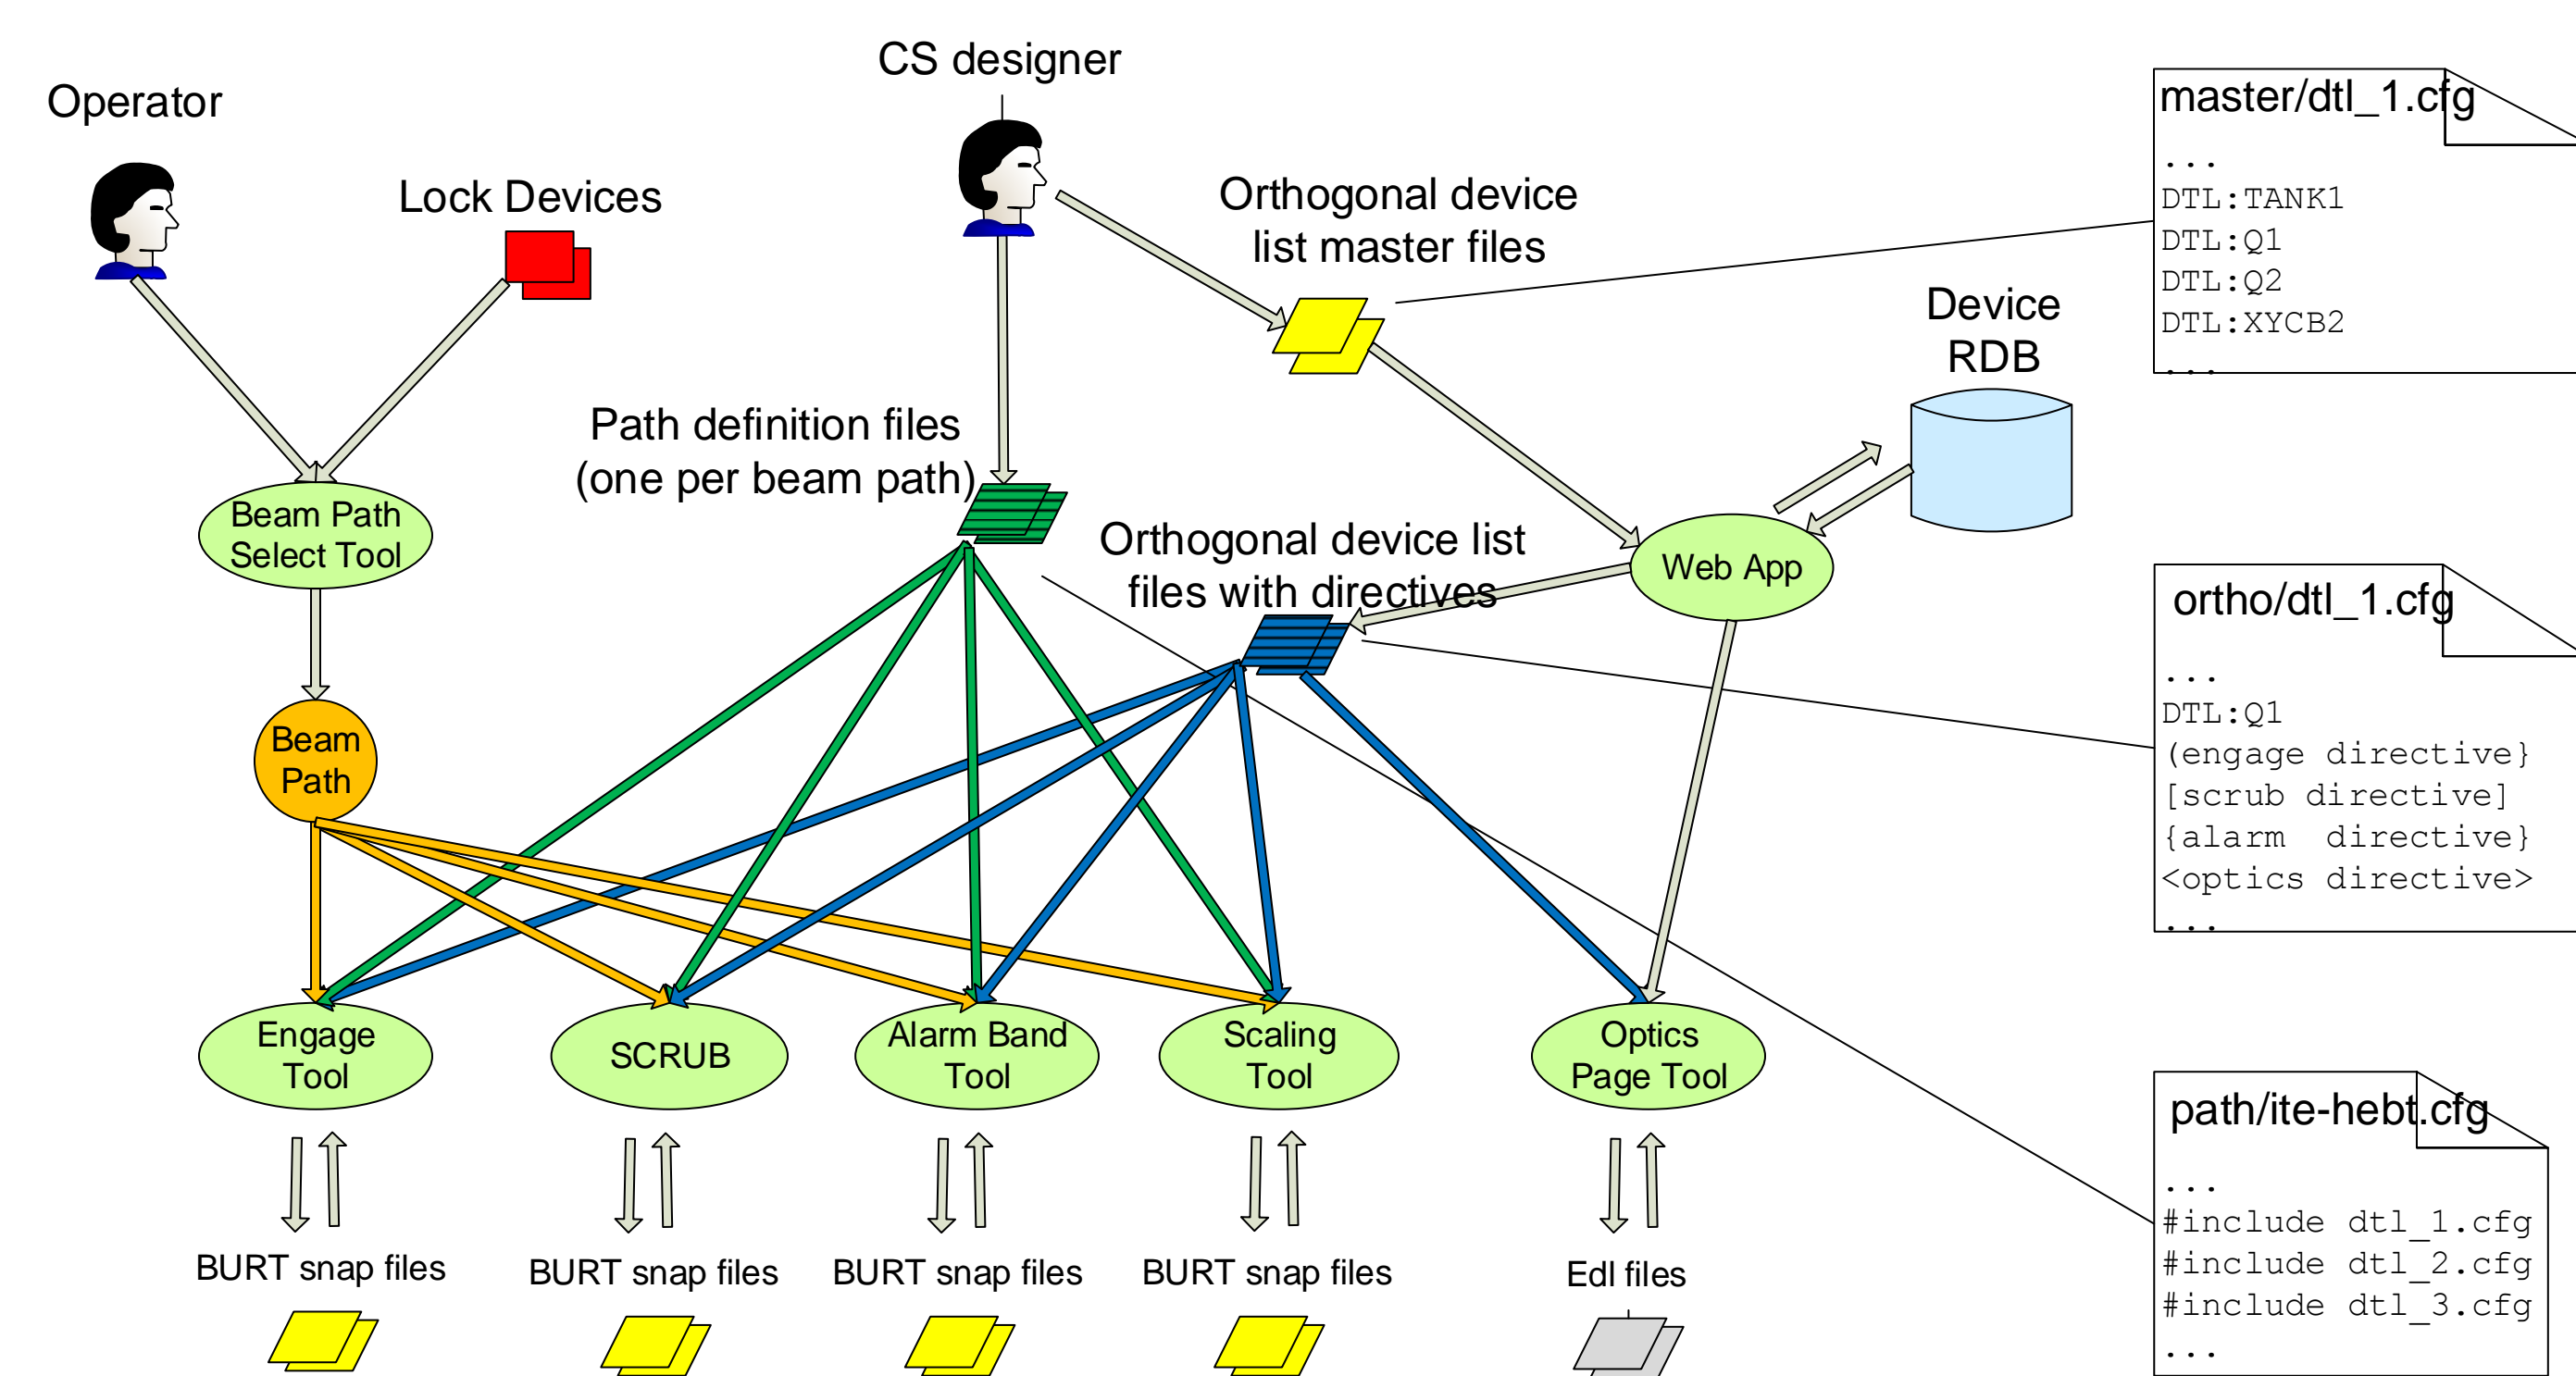 CS designer
Operator
Lock Devices
Orthogonal device
list master files
master/dtl_1.cfg
...
DTL:TANK1
DTL:Q1
DTL:Q2
DTL:XYCB2
...
Device
RDB
Path definition files
(one per beam path)
Beam Path
Select Tool
Orthogonal device list
files with directives
Web App
ortho/dtl_1.cfg
...
DTL:Q1
(engage directive}
[scrub directive]
{alarm  directive}
<optics directive>
...
Beam
Path
Engage
Tool
SCRUB
Alarm Band
Tool
Scaling
Tool
Optics
Page Tool
path/ite-hebt.cfg
...
#include dtl_1.cfg
#include dtl_2.cfg
#include dtl_3.cfg
...
BURT snap files
BURT snap files
BURT snap files
BURT snap files
Edl files